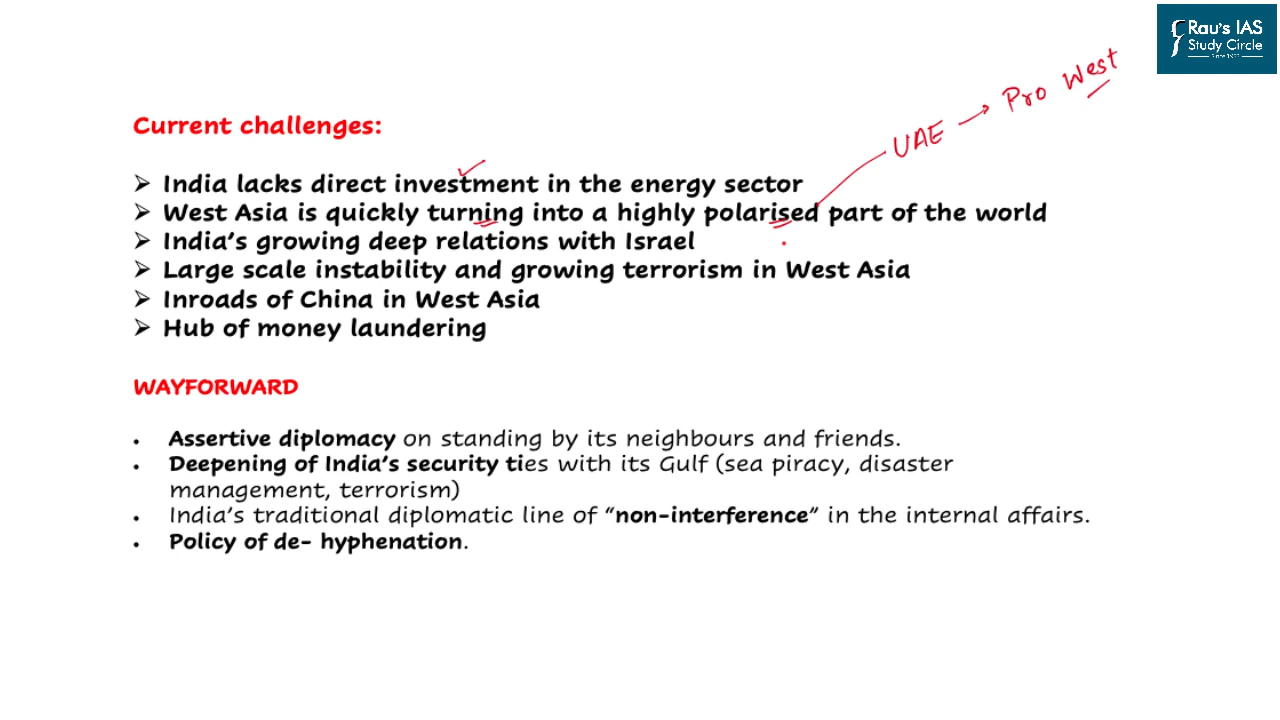 Rau's IAS
Study Circle
Since 1953
UAE → Pro West
Current challenges:
➢ India lacks direct investment in the energy sector
➢ West Asia is quickly turning into a highly polarised part of the world
➢ India's growing deep relations with Israel
➢ Large scale instability and growing terrorism in West Asia
➢ Inroads of China in West Asia
➢ Hub of money laundering
WAYFORWARD
• Assertive diplomacy on standing by its neighbours and friends.
• Deepening of India's security ties with its Gulf (sea piracy, disaster
management, terrorism)
• India's traditional diplomatic line of “non-interference” in the internal affairs.
• Policy of de- hyphenation.